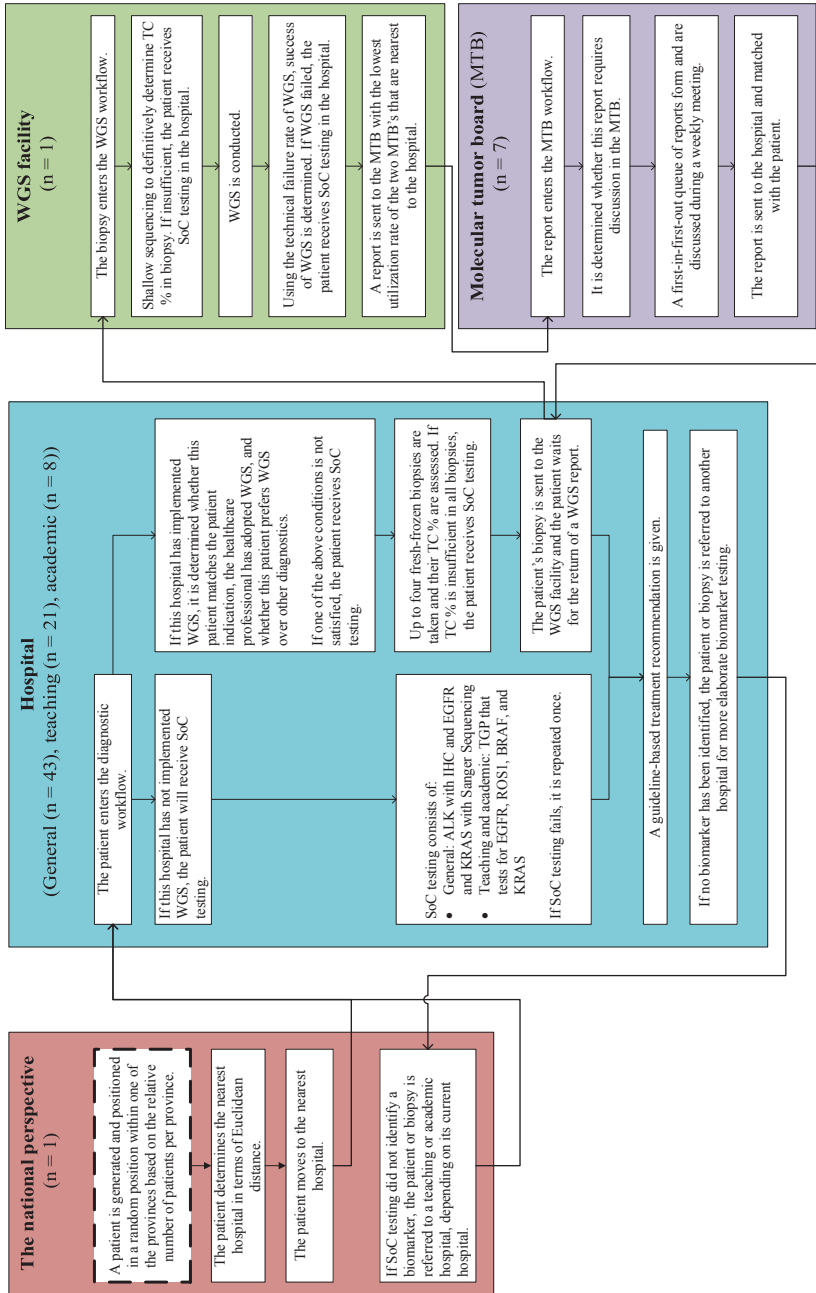 The national perspective
(n = 1)
A patient is generated and positioned
in a random position within one of
the provinces based on the relative
number of patients per province.
The patient determines the nearest
hospital in terms of Euclidean
distance.
The patient moves to the nearest
hospital.
If SoC testing did not identify a
biomarker, the patient or biopsy is
referred to a teaching or academic
hospital, depending on its current
hospital.
Hospital
(General (n = 43), teaching (n = 21), academic (n = 8))
The patient enters the diagnostic
workflow.
If this hospital has not implemented
WGS, the patient will receive SoC
testing.
SoC testing consists of:
• General: ALK with IHC and EGFR
and KRAS with Sanger Sequencing
• Teaching and academic: TGP that
tests for EGFR, ROS1, BRAF, and
KRAS
If SoC testing fails, it is repeated once.
If this hospital has implemented
WGS, it is determined whether this
patient matches the patient
indication, the healthcare
professional has adopted WGS, and
whether this patient prefers WGS
over other diagnostics.
If one of the above conditions is not
satisfied, the patient receives SoC
testing.
Up to four fresh-frozen biopsies are
taken and their TC % are assessed. If
TC % is insufficient in all biopsies,
the patient receives SoC testing.
The patient's biopsy is sent to the
WGS facility and the patient waits
for the return of a WGS report.
A guideline-based treatment recommendation is given.
If no biomarker has been identified, the patient or biopsy is referred to another
hospital for more elaborate biomarker testing.
WGS facility
(n = 1)
The biopsy enters the WGS workflow.
Shallow sequencing to definitively determine TC
% in biopsy. If insufficient, the patient receives
SoC testing in the hospital.
WGS is conducted.
Using the technical failure rate of WGS, success
of WGS is determined. If WGS failed, the
patient receives SoC testing in the hospital.
A report is sent to the MTB with the lowest
utilization rate of the two MTB's that are nearest
to the hospital.
Molecular tumor board (MTB)
(n = 7)
The report enters the MTB workflow.
It is determined whether this report requires
discussion in the MTB.
A first-in-first-out queue of reports form and are
discussed during a weekly meeting.
The report is sent to the hospital and matched
with the patient.